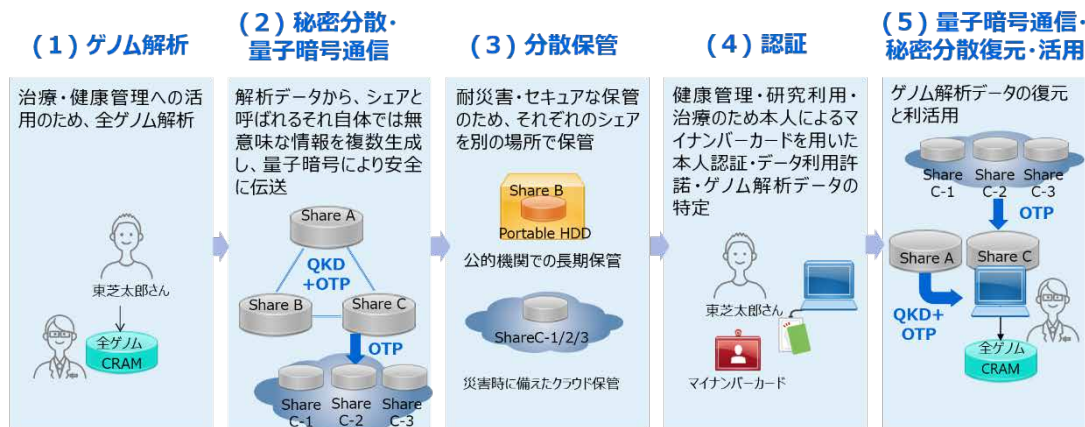 (1) ゲノム解析
治療・健康管理への活
用のため、全ゲノム解析
東芝太郎さん
全ゲノム
CRAM
(2) 秘密分散・
量子暗号通信
解析データから、シェアと
呼ばれるそれ自体では無
意味な情報を複数生成
し、量子暗号により安全
に伝送
Share A
QKD
+OTP
Share B
Share C
OTP
Share
C-1
Share
C-2
Share
C-3
(3) 分散保管
耐災害・セキュアな保管
のため、それぞれのシェア
を別の場所で保管
Share B
Portable HDD
公的機関での長期保管
ShareC-1/2/3
災害時に備えたクラウド保管
(4) 認証
健康管理・研究利用・
治療のため本人によるマ
イナンバーカードを用いた
本人認証・データ利用許
諾・ゲノム解析データの
特定
東芝太郎さん
マイナンバーカード
(5) 量子暗号通信・
秘密分散復元・活用
ゲノム解析データの復元
と利活用
Share
C-1
Share
C-2
Share
C-3
OTP
Share A
Share C
QKD+
OTP
全ゲノム
CRAM